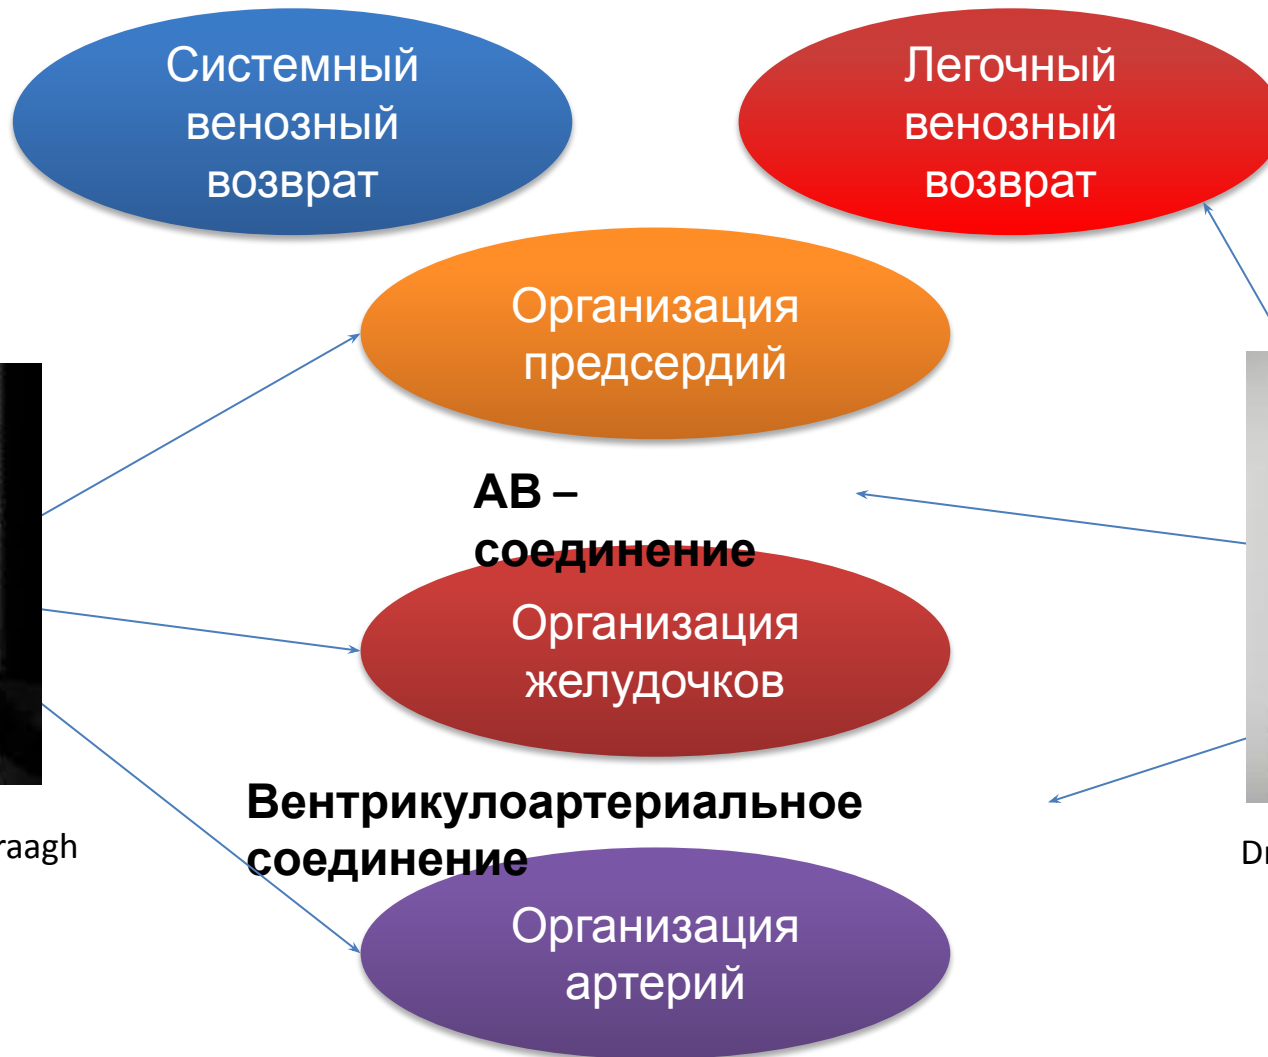 Системный
венозный
возврат
Легочный
венозный
возврат
Организация
предсердий
АВ –
соединение
Организация
желудочков
Вентрикулоартериальное
соединение
raagh
Dr
Организация
артерий